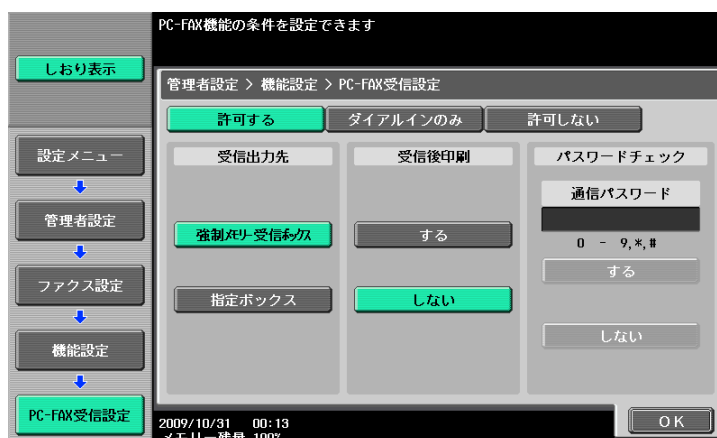 PC-FAX機能の条件を設定できます
しおり表示
管理者設定 > 機能設定 > PC-FAX受信設定
許可する
ダイアルインのみ
許可しない
設定メニュー
管理者設定
ファクス設定
機能設定
PC-FAX受信設定
受信出力先
強制メモリー受信ボックス
指定ボックス
受信後印刷
する
しない
パスワードチェック
通信パスワード
0 - 9,*,#
する
しない
2009/10/31 00:13
メモリー残量 100%
OK